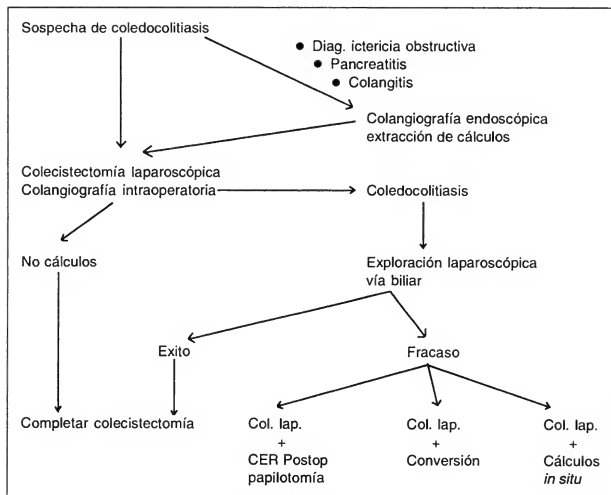 Sospecha de coledocolitiasis
● Diag. ictericia obstructiva
● Pancreatitis
● Colangitis
Colangiografía endoscópica
extracción de cálculos
Colecistectomía laparoscópica
Colangiografía intraoperatoria
Coledocolitiasis
No cálculos
Exploración laparoscópica
vía biliar
Exito
Fracaso
Completar colecistectomía
Col. lap.
+
CER Postop
papilotomía
Col. lap.
+
Conversión
Col. lap.
+
Cálculos
in situ